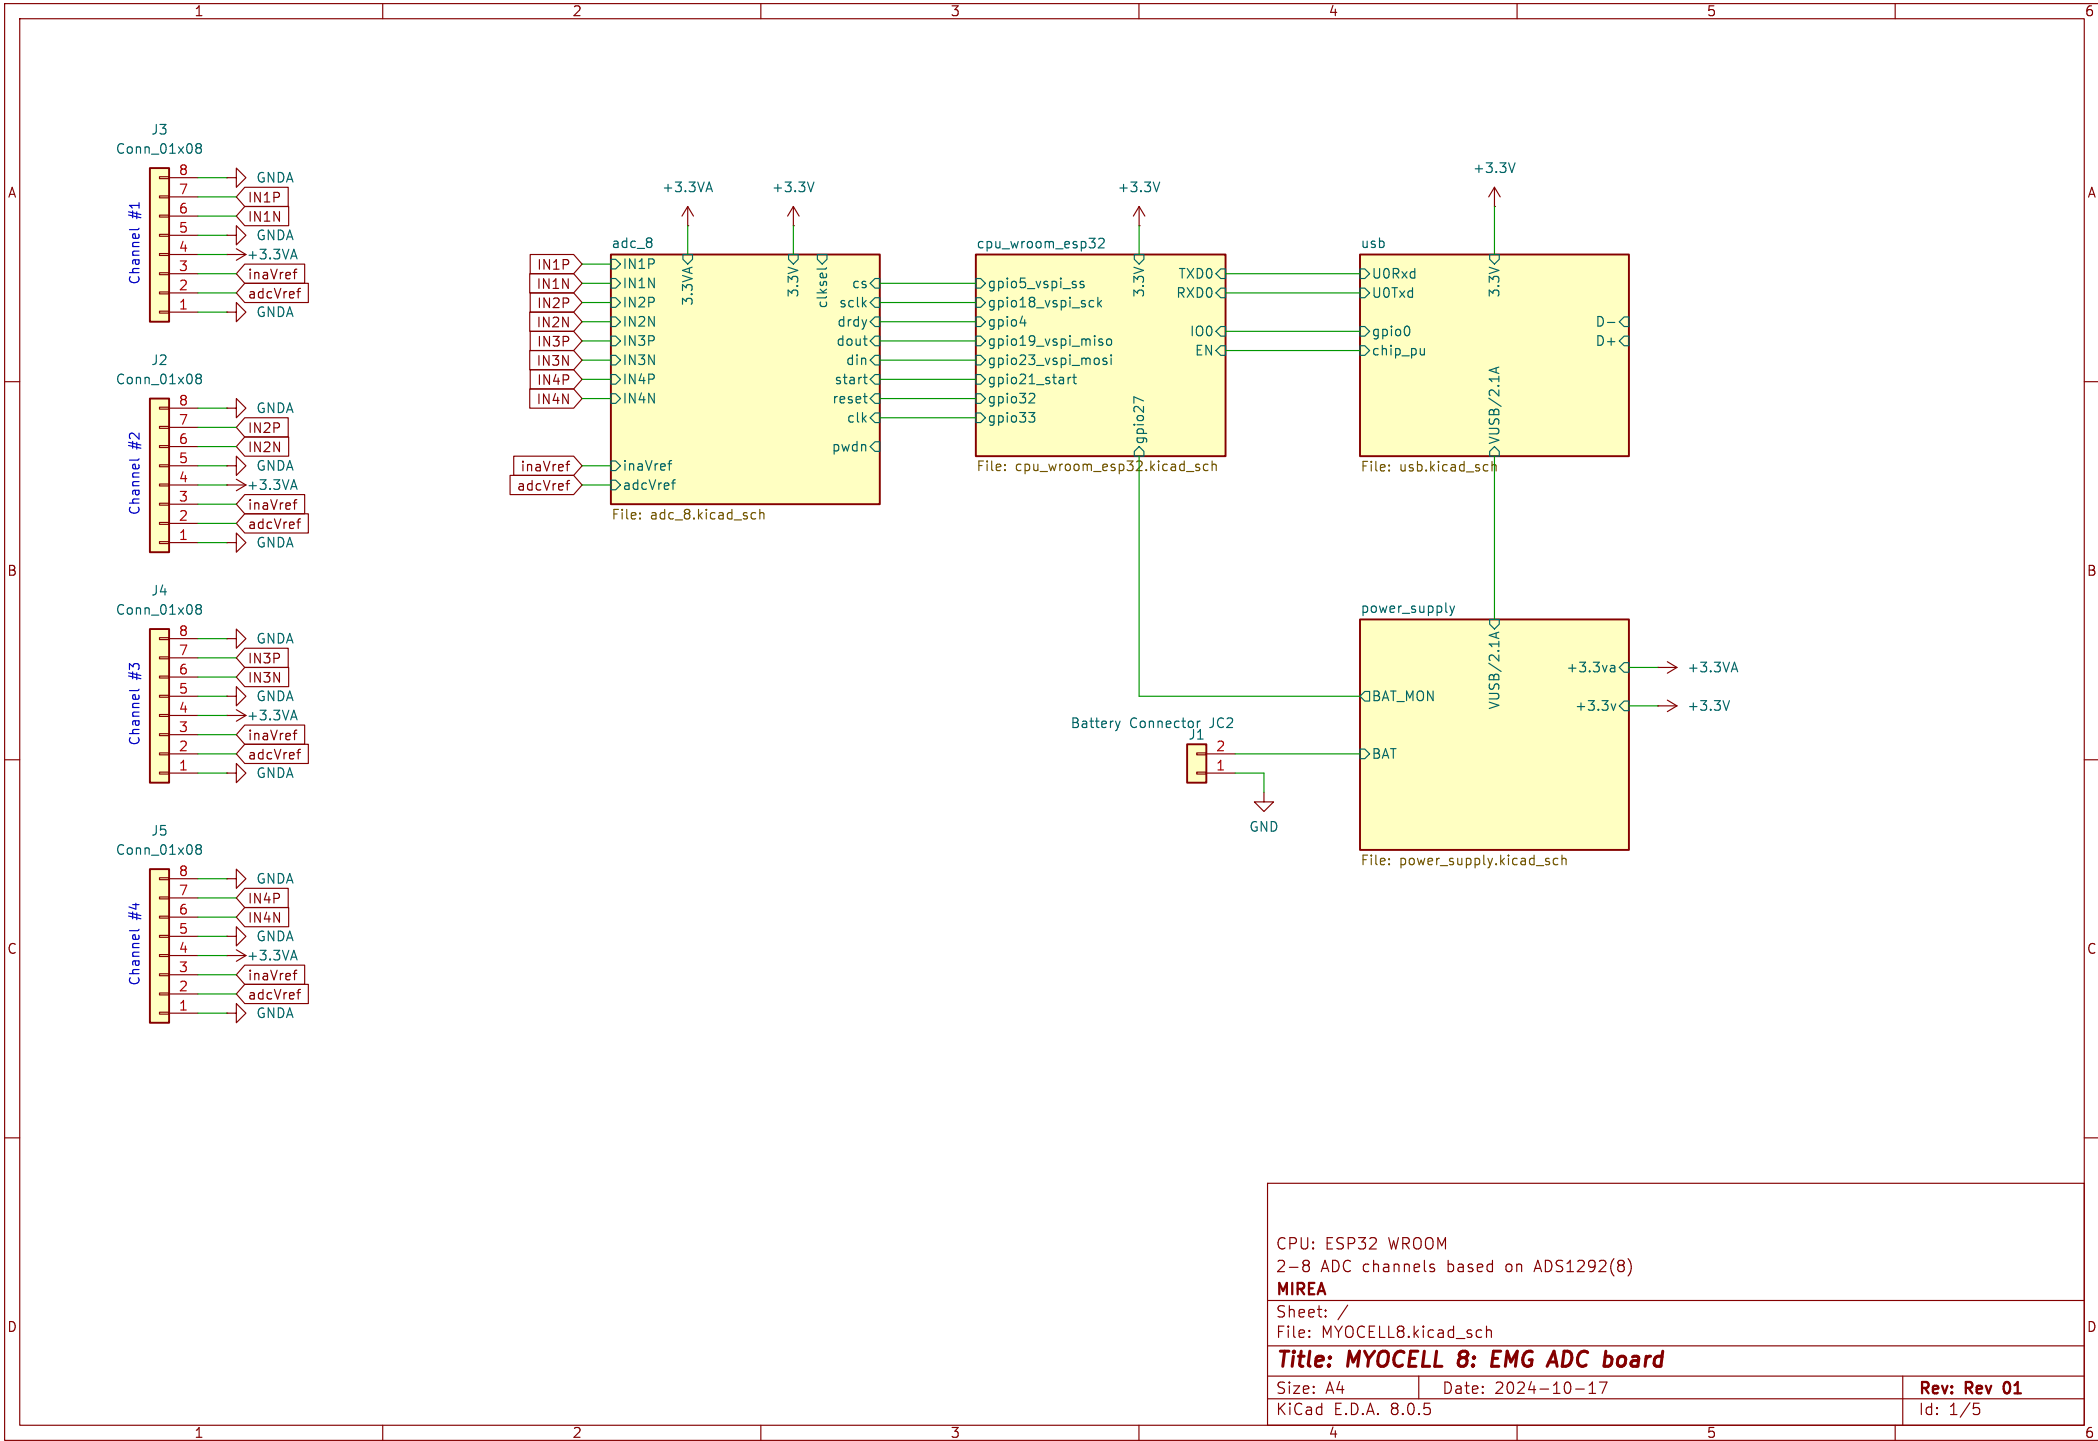 1 2 3 4 5 6
A
B
C
D
A
B
C
D
1 2 3 4 5 6
J3
Conn_01x08
Channel #1
8 GNDA
7 IN1P
6 IN1N
5 GNDA
4 +3.3VA
3 inaVref
2 adcVref
1 GNDA
J2
Conn_01x08
Channel #2
8 GNDA
7 IN2P
6 IN2N
5 GNDA
4 +3.3VA
3 inaVref
2 adcVref
1 GNDA
J4
Conn_01x08
Channel #3
8 GNDA
7 IN3P
6 IN3N
5 GNDA
4 +3.3VA
3 inaVref
2 adcVref
1 GNDA
J5
Conn_01x08
Channel #4
8 GNDA
7 IN4P
6 IN4N
5 GNDA
4 +3.3VA
3 inaVref
2 adcVref
1 GNDA
+3.3VA +3.3V
adc_8
IN1P IN1P
IN1N IN1N
IN2P IN2P
IN2N IN2N
IN3P IN3P
IN3N IN3N
IN4P IN4P
IN4N IN4N
inaVref inaVref
adcVref adcVref
3.3VA
3.3V
clksel
cs
sclk
drdy
dout
din
start
reset
clk
pwdn
File: adc_8.kicad_sch
+3.3V
cpu_wroom_esp32
3.3V
gpio5_vspi_ss
gpio18_vspi_sck
gpio4
gpio19_vspi_miso
gpio23_vspi_mosi
gpio21_start
gpio32
gpio33
gpio27
TXD0
RXD0
IO0
EN
File: cpu_wroom_esp32.kicad_sch
+3.3V
usb
3.3V
U0Rxd
U0Txd
gpio0
chip_pu
D-
D+
VUSB/2.1A
File: usb.kicad_sch
power_supply
VUSB/2.1A
+3.3va +3.3VA
+3.3v +3.3V
BAT_MON
BAT
File: power_supply.kicad_sch
Battery Connector JC2
J1
2
1
GND
CPU: ESP32 WROOM
2-8 ADC channels based on ADS1292(8)
MIREA
Sheet: /
File: MYOCELL8.kicad_sch
Title: MYOCELL 8: EMG ADC board
Size: A4 Date: 2024-10-17 Rev: Rev 01
KiCad E.D.A. 8.0.5 Id: 1/5